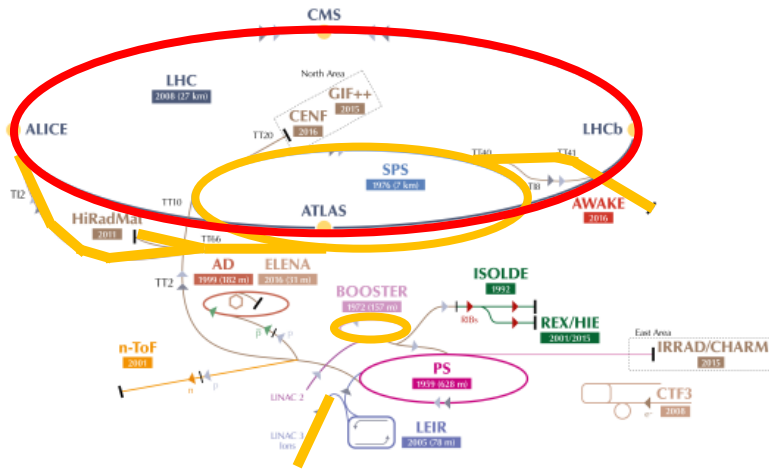 CMS
North Area
LHC
2008 (27 km)
GIF++
2015
CENF
2016
ALICE
LHCb
TT20
TT40
TT41
SPS
1976 (7 km)
TI2
TI8
TT10
ATLAS
AWAKE
2016
HiRadMat
2011
TT66
AD
1999 (182 m)
ELENA
2016 (31 m)
TT2
BOOSTER
1972 (157 m)
ISOLDE
1992
RIBs
REX/HIE
2001/2015
p
p
East Area
n-ToF
2001
IRRAD/CHARM
2015
n
p
PS
1959 (628 m)
LINAC 2
CTF3
2008
e-
LINAC 3
Ions
LEIR
2005 (78 m)